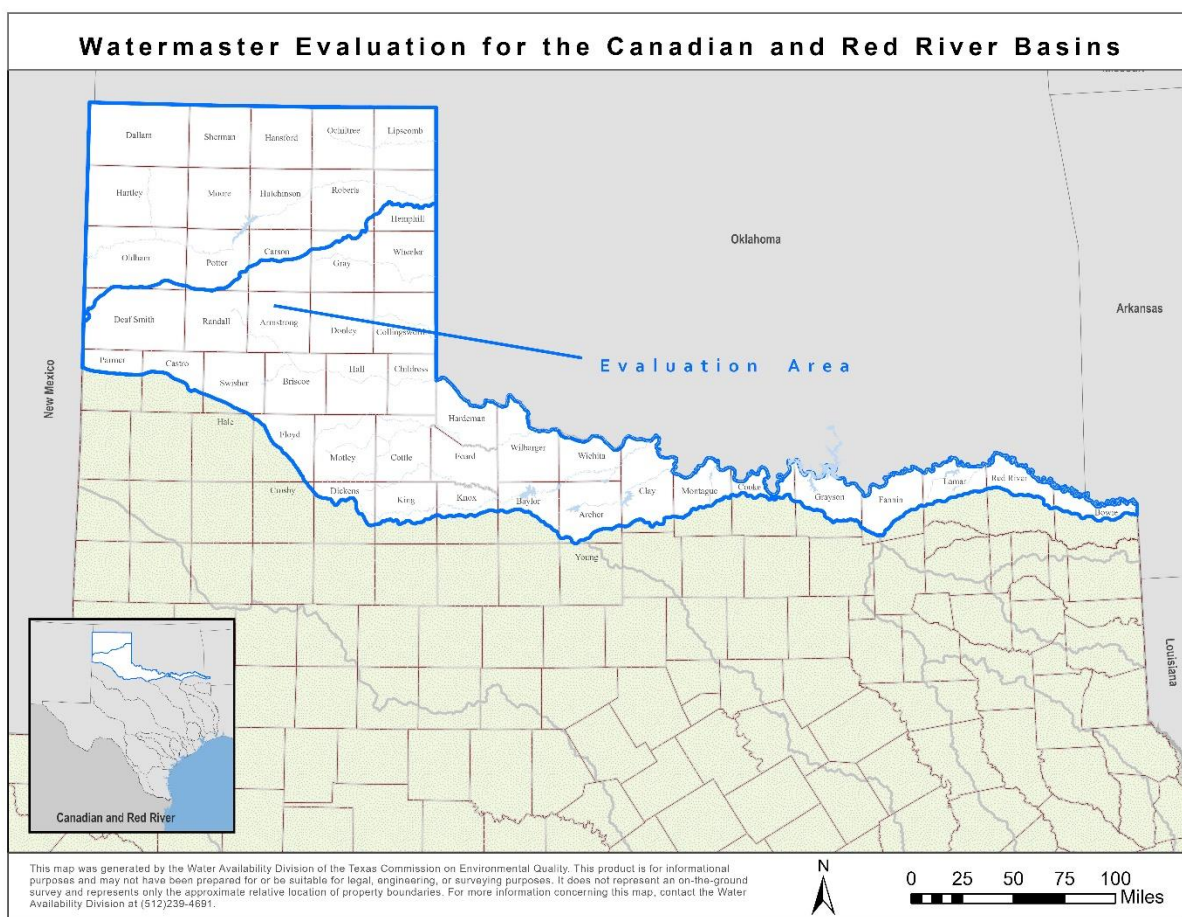 Watermaster Evaluation for the Canadian and Red River Basins
Dallam
Sherman
Hansford
Ochiltree
Lipscomb
Hartley
Moore
Hutchinson
Roberts
Hemphill
Oklahoma
Oldham
Potter
Carson
Gray
Wheeler
Arkansas
Deaf Smith
Randall
Armstrong
Donley
Collingsworth
Evaluation Area
New Mexico
Parmer
Castro
Swisher
Briscoe
Hall
Childress
Hale
Floyd
Motley
Cottle
Foard
Hardeman
Wilbarger
Wichita
Clay
Montague
Cooke
Grayson
Fannin
Lamar
Red River
Bowie
Crosby
Dickens
King
Knox
Baylor
Archer
Young
Louisiana
Canadian and Red River
This map was generated by the Water Availability Division of the Texas Commission on Environmental Quality. This product is for informational
purposes and may not have been prepared for or be suitable for legal, engineering, or surveying purposes. It does not represent an on-the-ground
survey and represents only the approximate relative location of property boundaries. For more information concerning this map, contact the Water
Availability Division at (512)239-4691.
N
0 25 50 75 100
Miles